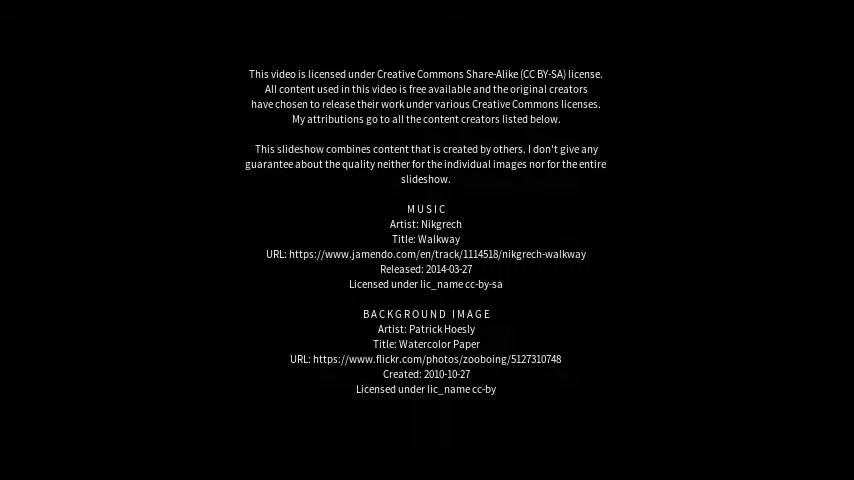 This video is licensed under Creative Commons Share-Alike (CC BY-SA) license.
All content used in this video is free available and the original creators
have chosen to release their work under various Creative Commons licenses.
My attributions go to all the content creators listed below.
This slideshow combines content that is created by others. I don't give any
guarantee about the quality neither for the individual images nor for the entire
slideshow.
M U S I C
Artist: Nikgrech
Title: Walkway
URL: https://www.jamendo.com/en/track/1114518/nikgrech-walkway
Released: 2014-03-27
Licensed under lic_name cc-by-sa
B A C K G R O U N D   I M A G E
Artist: Patrick Hoesly
Title: Watercolor Paper
URL: https://www.flickr.com/photos/zooboing/5127310748
Created: 2010-10-27
Licensed under lic_name cc-by